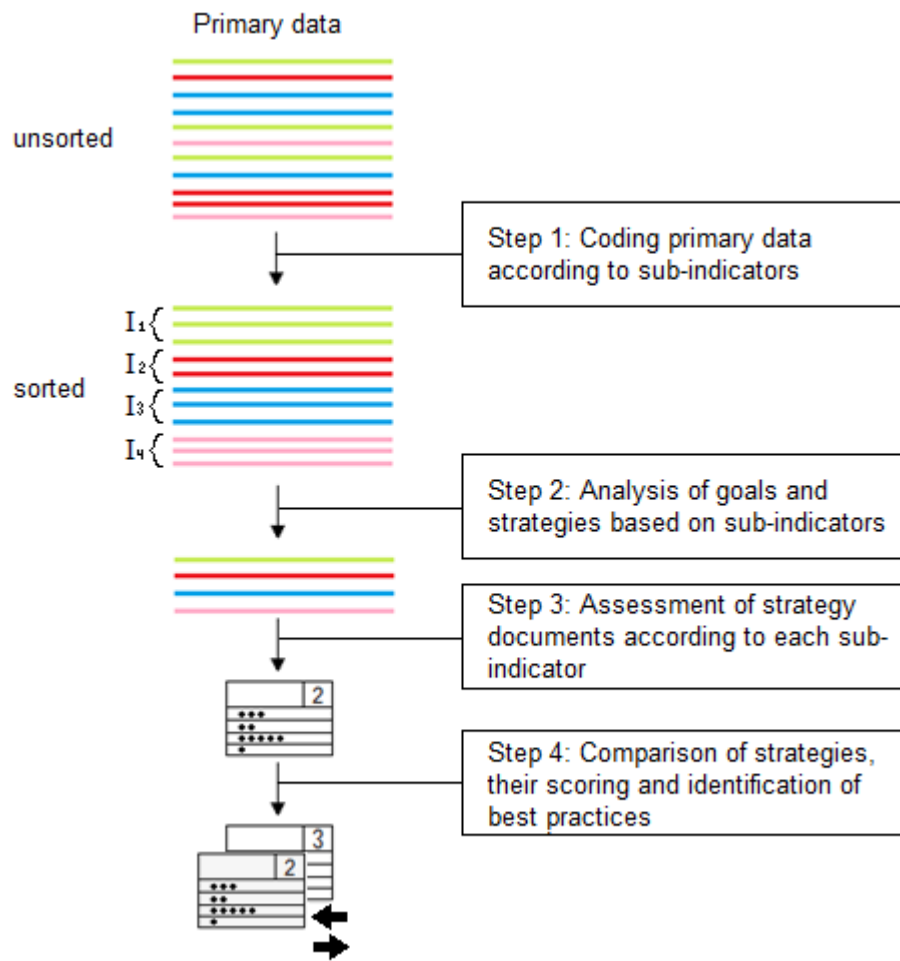 Primary data
unsorted
Step 1: Coding primary data
according to sub-indicators
I₁
I₂
sorted
I₃
I₄
Step 2: Analysis of goals and
strategies based on sub-indicators
Step 3: Assessment of strategy
documents according to each sub-
indicator
2
Step 4: Comparison of strategies,
their scoring and identification of
best practices
3
2